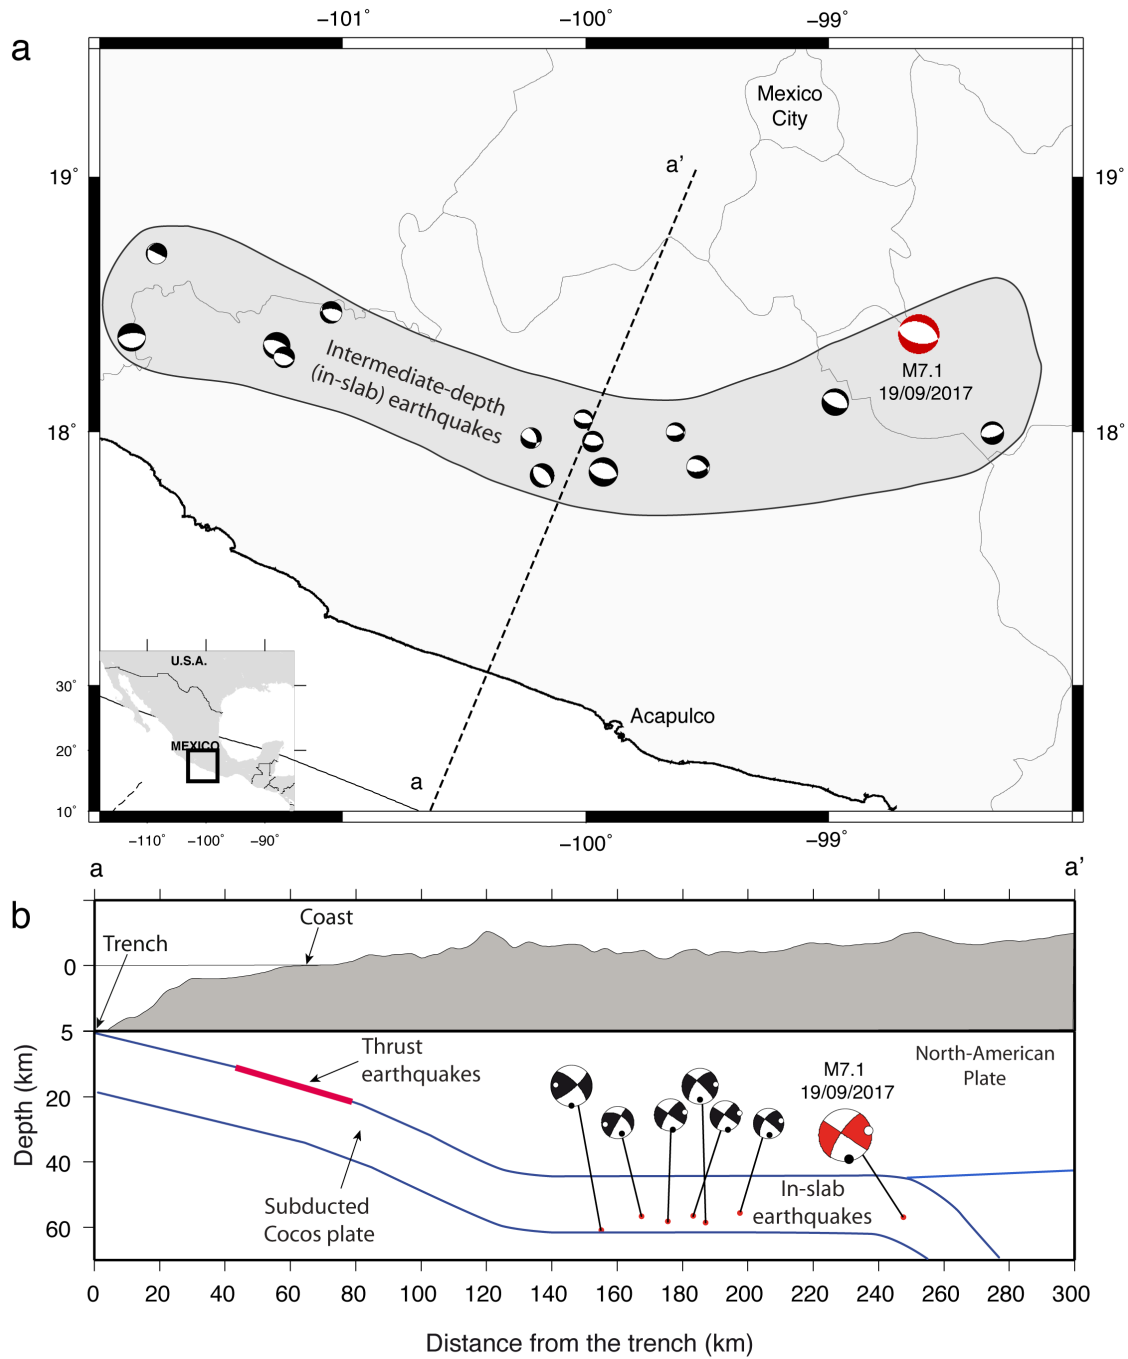 a
−101˚ −100˚ −99˚
Mexico
City
a’
19˚ 19˚
Intermediate-depth
(in-slab) earthquakes
M7.1
19/09/2017
18˚ 18˚
U.S.A.
30˚
MEXICO
20˚
10˚
Acapulco
a
−110˚ −100˚ −90˚
−100˚ −99˚
a a’
b
Coast
Trench
0
5
20
40
60
Depth (km)
Thrust
earthquakes
M7.1
19/09/2017
North-American
Plate
Subducted
Cocos plate
In-slab
earthquakes
0 20 40 60 80 100 120 140 160 180 200 220 240 260 280 300
Distance from the trench (km)